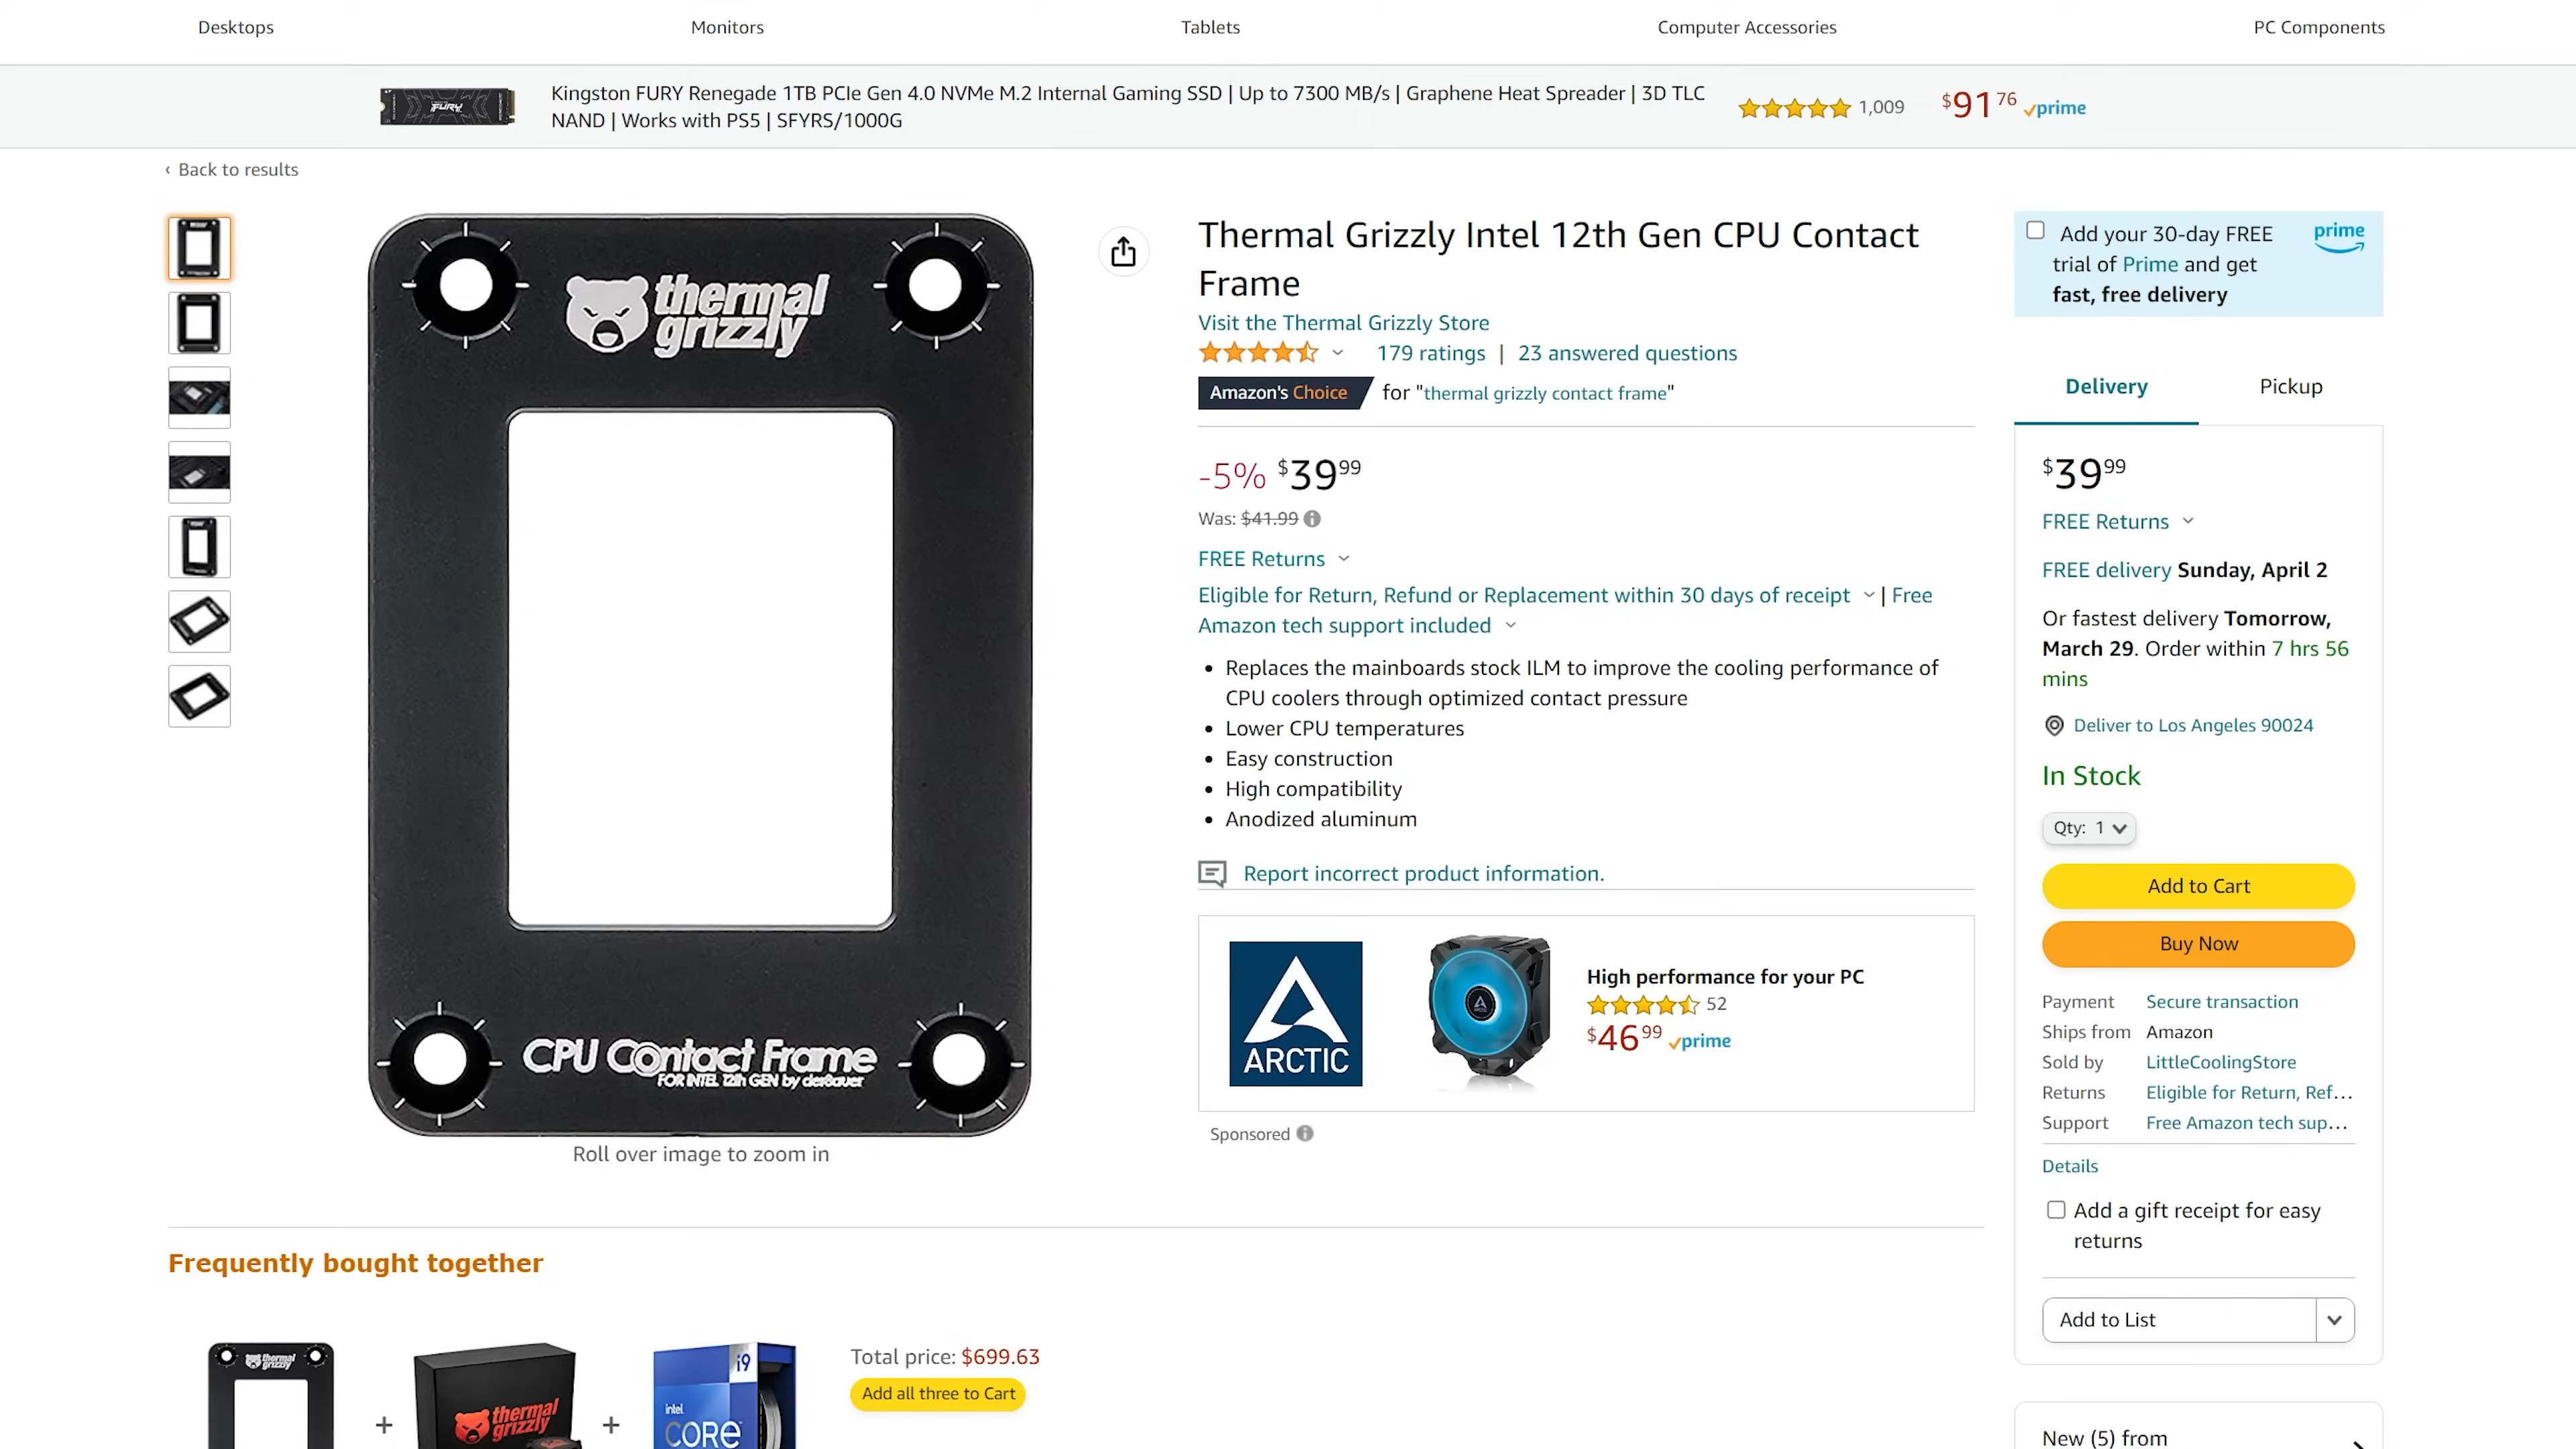 Desktops
Monitors
Tablets
Computer Accessories
PC Components
Kingston FURY Renegade 1TB PCIe Gen 4.0 NVMe M.2 Internal Gaming SSD | Up to 7300 MB/s | Graphene Heat Spreader | 3D TLC
NAND | Works with PS5 | SFYRS/1000G
1,009
$91 76 prime
FURY
‹ Back to results
thermal
grizzly
CPU Contact Frame
FOR INTEL 12th GEN by der8auer
Roll over image to zoom in
Thermal Grizzly Intel 12th Gen CPU Contact
Frame
Visit the Thermal Grizzly Store
179 ratings | 23 answered questions
Amazon's Choice for "thermal grizzly contact frame"
-5% $39 99
Was: $41.99
FREE Returns
Eligible for Return, Refund or Replacement within 30 days of receipt | Free
Amazon tech support included
• Replaces the mainboards stock ILM to improve the cooling performance of
CPU coolers through optimized contact pressure
• Lower CPU temperatures
• Easy construction
• High compatibility
• Anodized aluminum
Report incorrect product information.
ARCTIC
High performance for your PC
52
$46 99 prime
Sponsored
Add your 30-day FREE
trial of Prime and get
fast, free delivery
prime
Delivery
Pickup
$39 99
FREE Returns
FREE delivery Sunday, April 2
Or fastest delivery Tomorrow,
March 29. Order within 7 hrs 56
mins
Deliver to Los Angeles 90024
In Stock
Qty: 1
Add to Cart
Buy Now
Payment Secure transaction
Ships from Amazon
Sold by LittleCoolingStore
Returns Eligible for Return, Ref...
Support Free Amazon tech sup...
Details
Add a gift receipt for easy
returns
Add to List
New (5) from
Frequently bought together
thermal
grizzly
+
thermal
grizzly
+
i9
intel
CORE
Total price: $699.63
Add all three to Cart